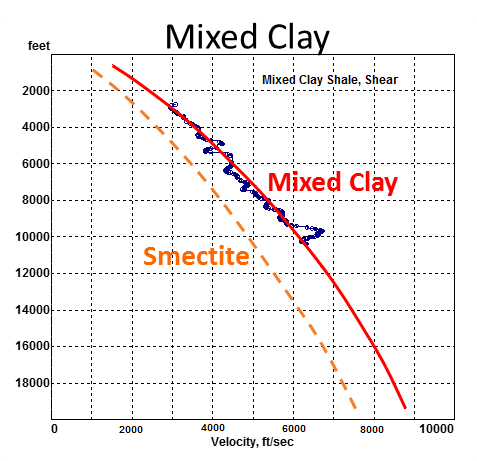 Mixed Clay
feet
Mixed Clay Shale, Shear
2000
4000
6000
Mixed Clay
8000
10000
Smectite
12000
14000
16000
18000
0 2000 4000 6000 8000 10000
Velocity, ft/sec